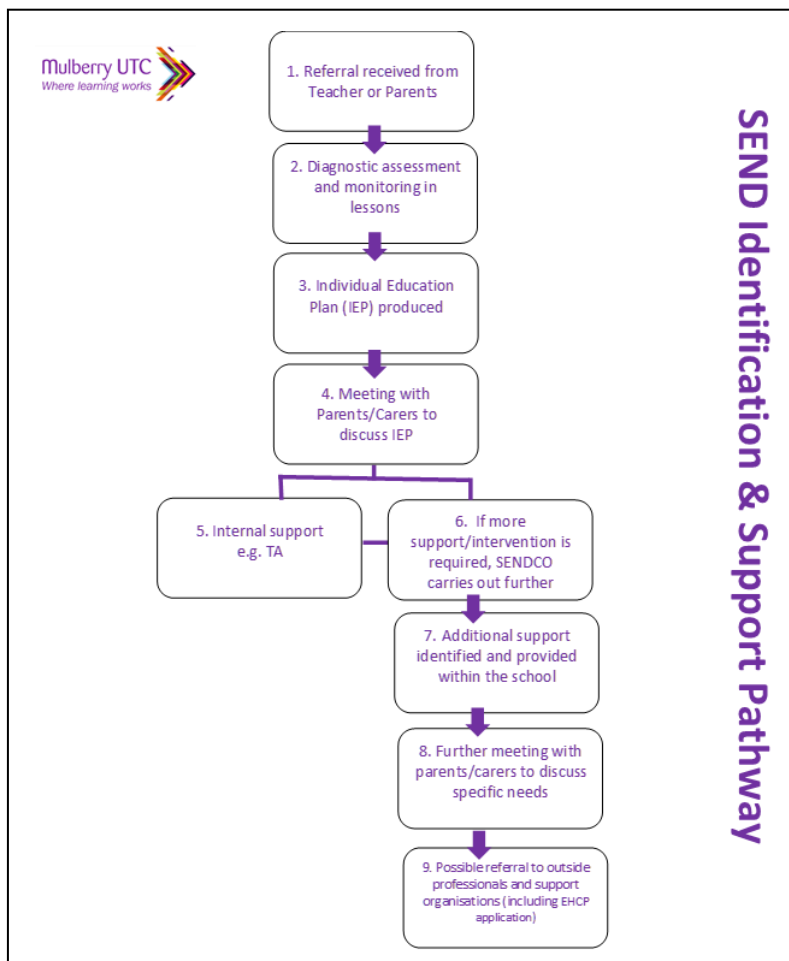 Mulberry UTC
Where learning works
1. Referral received from
Teacher or Parents
2. Diagnostic assessment
and monitoring in
lessons
3. Individual Education
Plan (IEP) produced
4. Meeting with
Parents/Carers to
discuss IEP
5. Internal support
e.g. TA
6. If more
support/intervention is
required, SENDCO
carries out further
7. Additional support
identified and provided
within the school
8. Further meeting with
parents/carers to discuss
specific needs
9. Possible referral to outside
professionals and support
organisations (including EHCP
application)
SEND Identification & Support Pathway